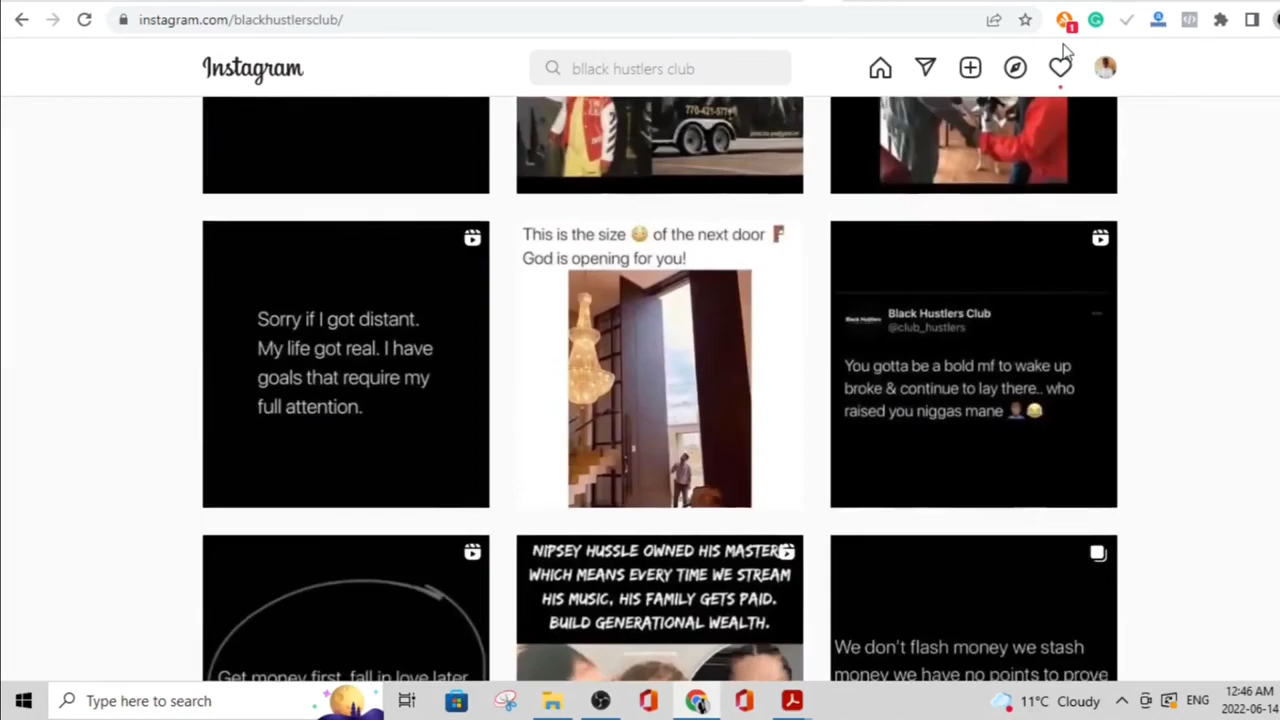 instagram.com/blackhustlersclub/
1
Instagram
bllack hustlers club
770-421-577
This is the size 😳 of the next door 🚪
God is opening for you!
Sorry if I got distant.
My life got real. I have
goals that require my
full attention.
Black Hustlers Club
@club_hustlers
You gotta be a bold mf to wake up
broke & continue to lay there.. who
raised you niggas mane 🤦🏾‍♂️😂
NIPSEY HUSSLE OWNED HIS MASTERS
WHICH MEANS EVERY TIME WE STREAM
HIS MUSIC, HIS FAMILY GETS PAID.
BUILD GENERATIONAL WEALTH.
Get money first, fall in love later
We don't flash money we stash
money we have no points to prove
Type here to search
11°C Cloudy
ENG
12:46 AM
2022-06-14